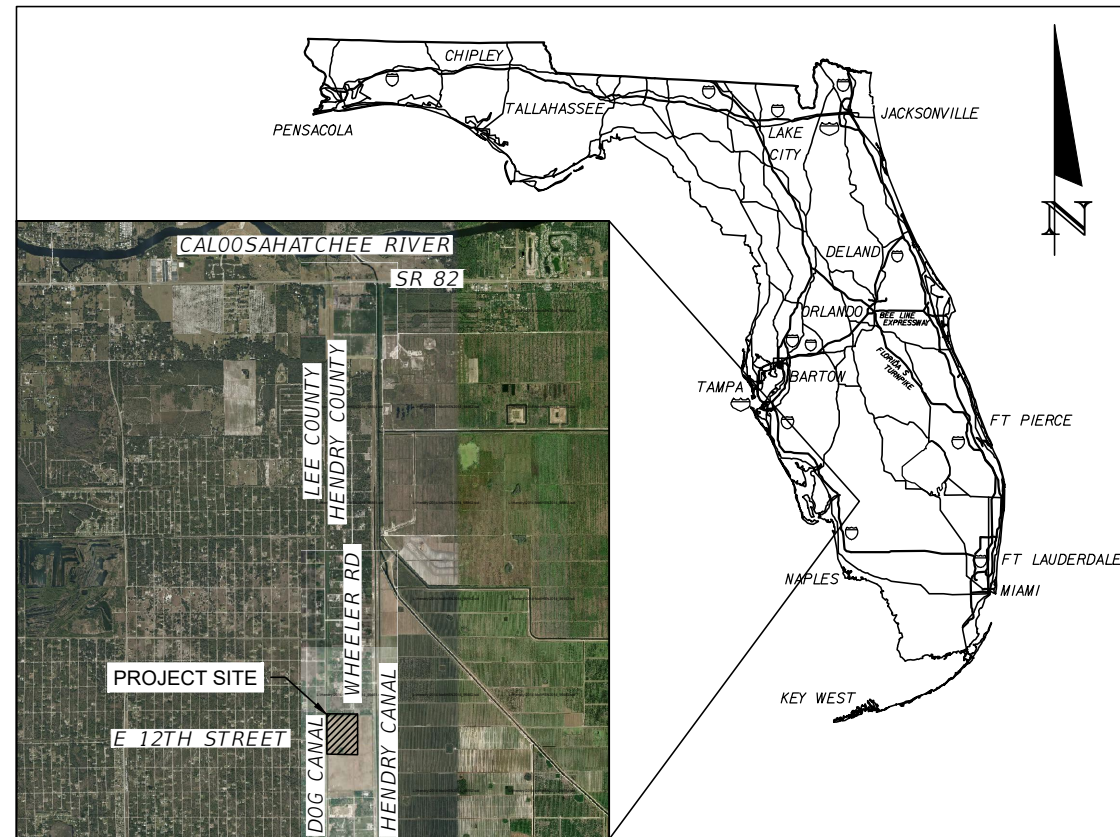 CHIPLEY
TALLAHASSEE
PENSACOLA
JACKSONVILLE
LAKE
CITY
N
DELAND
ORLANDO
BEE LINE
EXPRESSWAY
FLORIDA'S
TURNPIKE
TAMPA
BARTOW
FT PIERCE
FT LAUDERDALE
NAPLES
MIAMI
KEY WEST
CALOOSAHATCHEE RIVER
SR 82
LEE COUNTY
HENDRY COUNTY
WHEELER RD
PROJECT SITE
E 12TH STREET
DOG CANAL
HENDRY CANAL